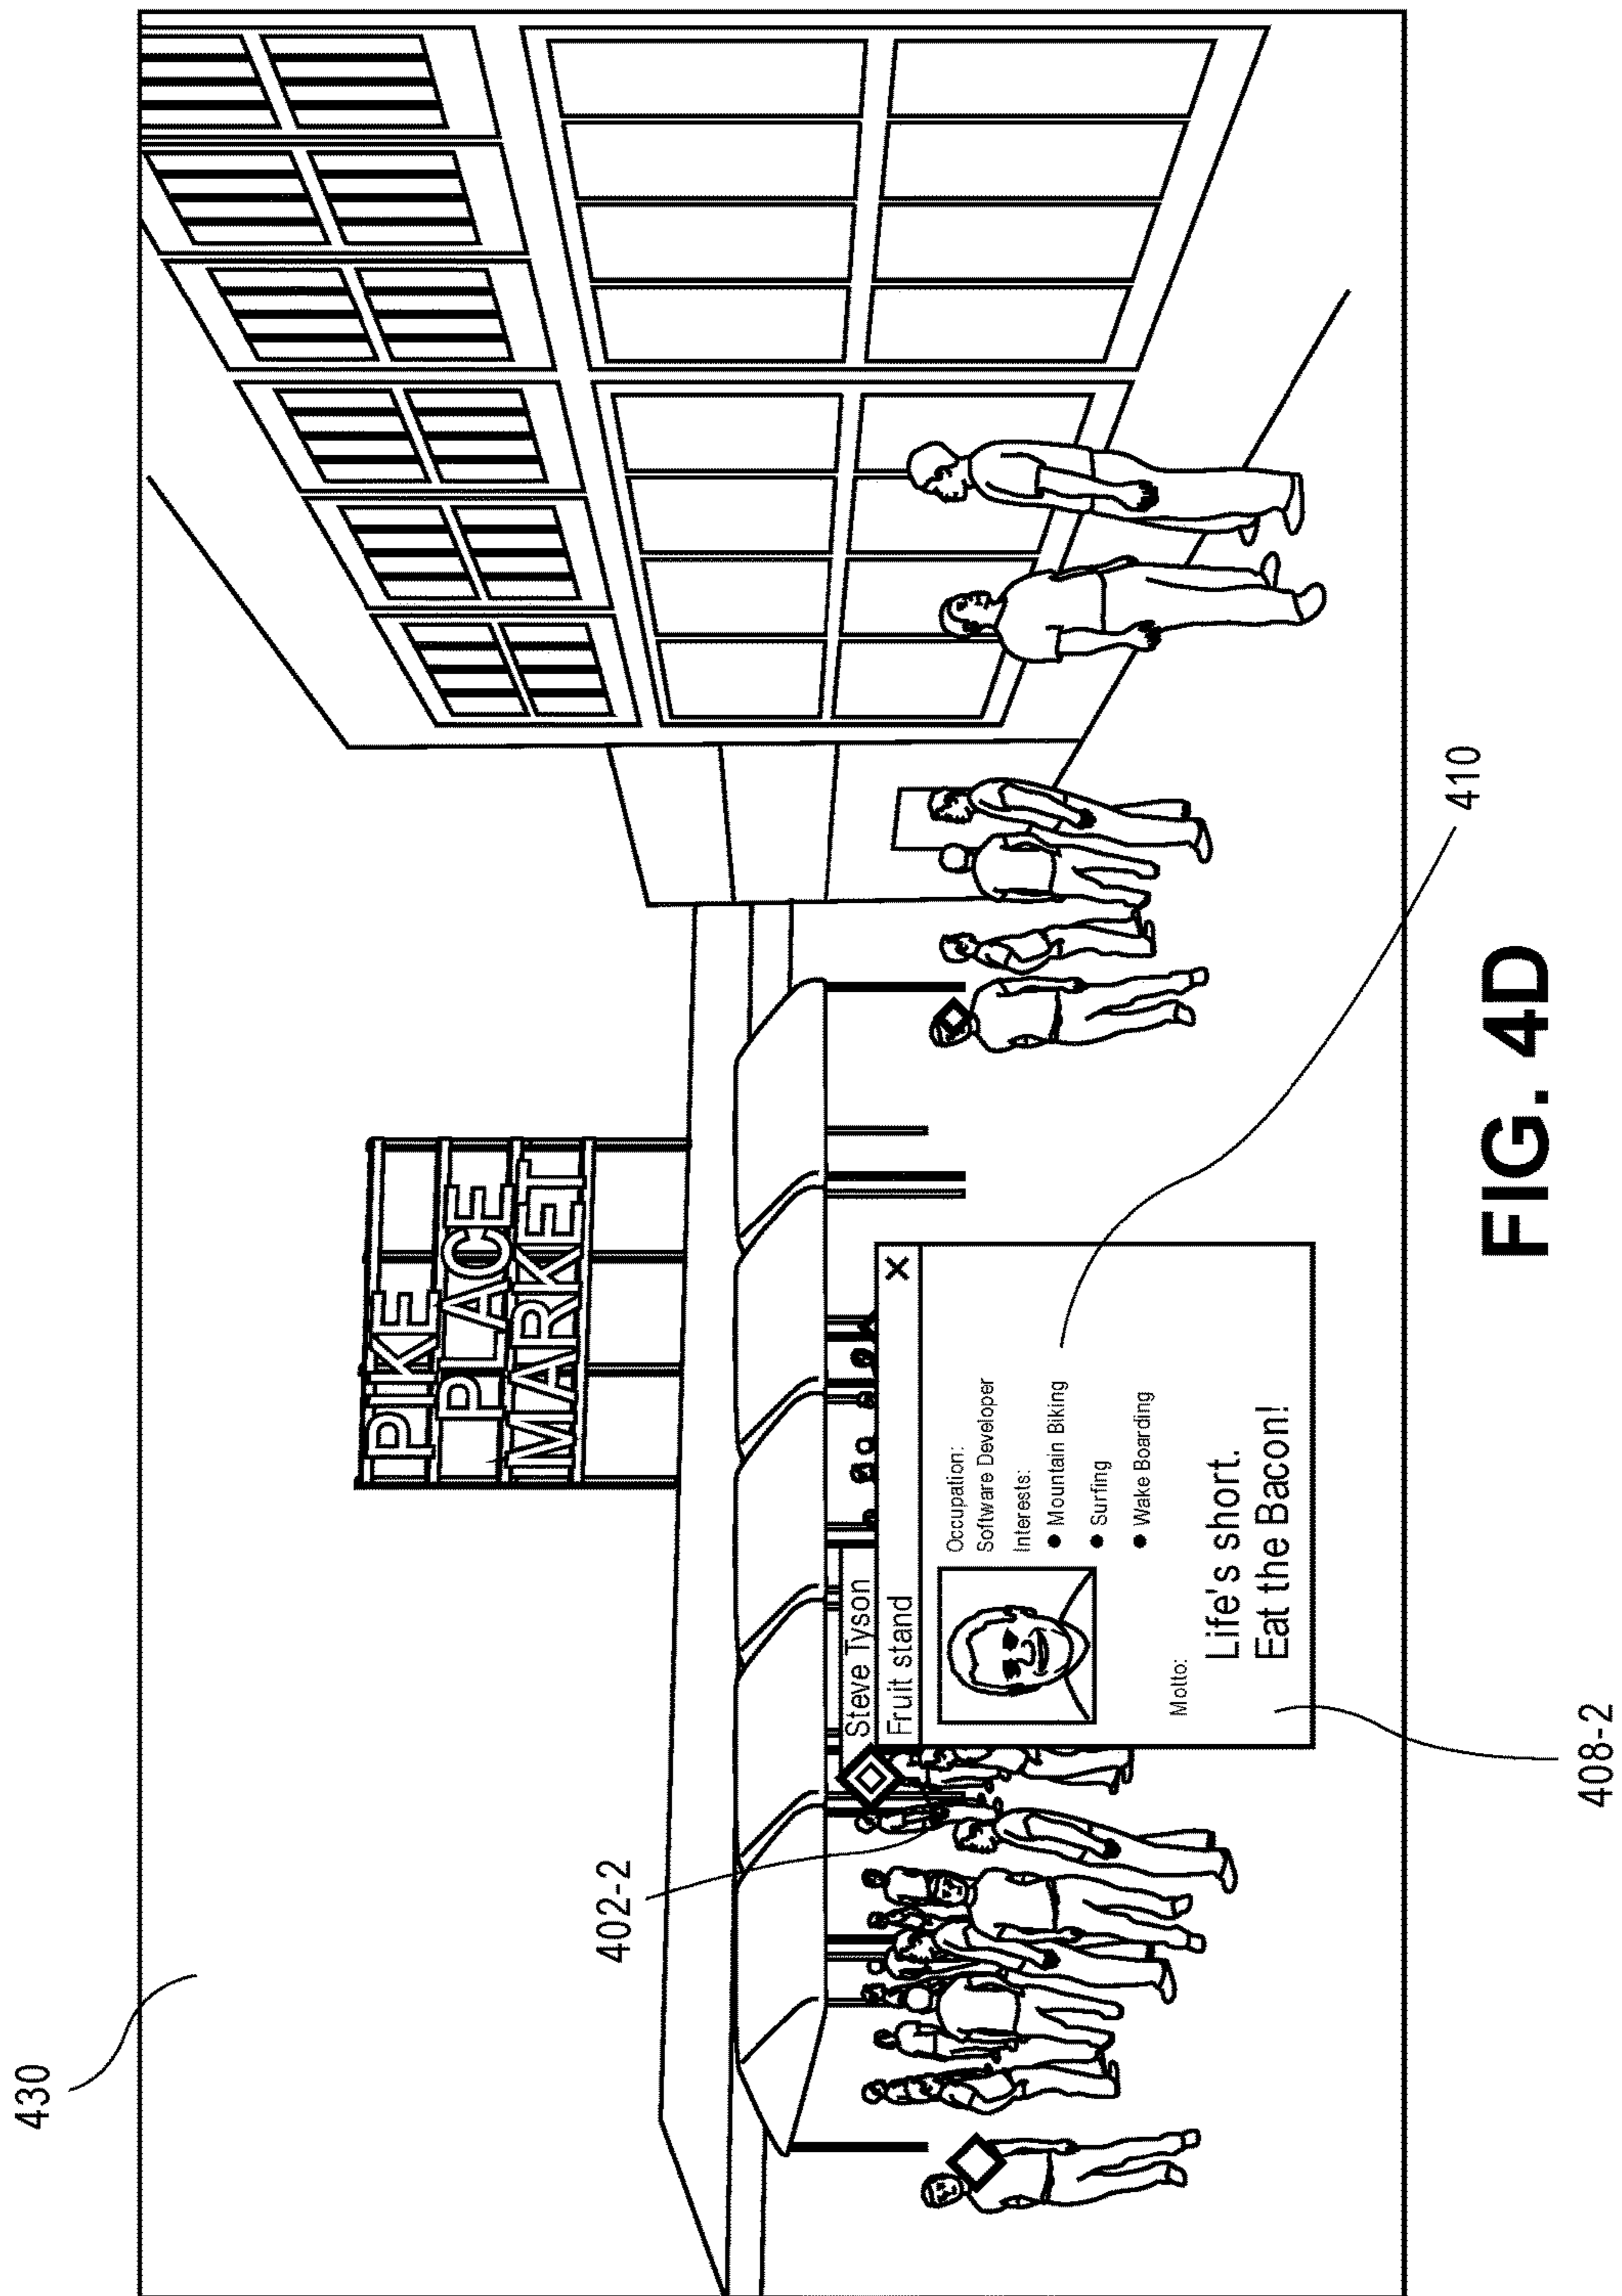 430
PIKE
PLACE
MARKET
402-2
Steve Tyson
Fruit stand
X
Occupation:
Software Developer
Interests:
● Mountain Biking
● Surfing
● Wake Boarding
Motto:
Life's short.
Eat the Bacon!
410
408-2
FIG. 4D